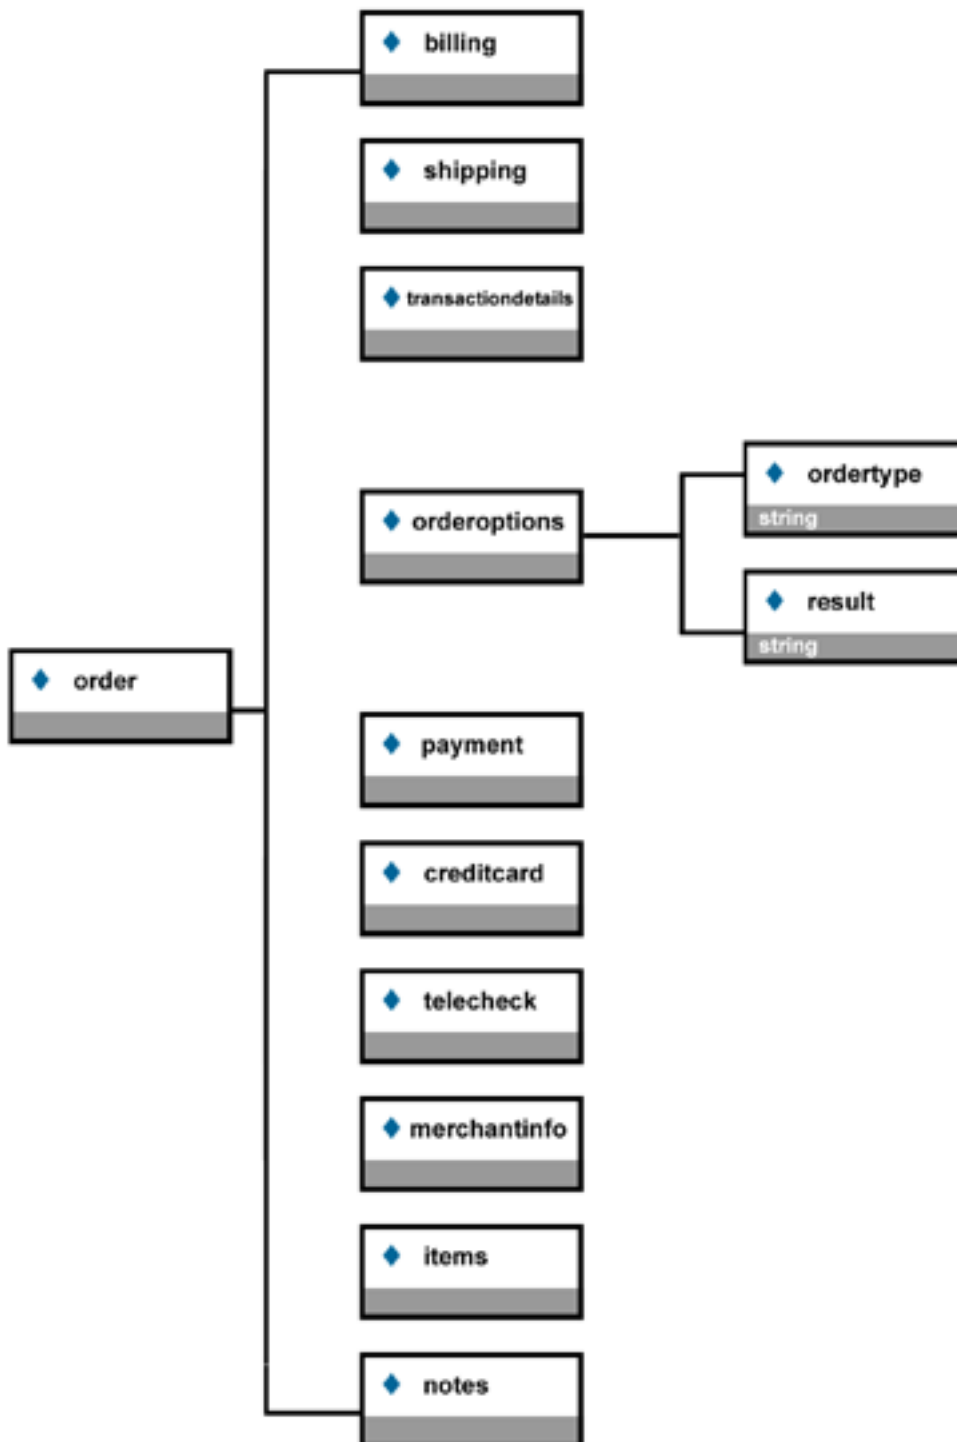 billing
shipping
transactiondetails
ordertype
string
orderoptions
result
string
order
payment
creditcard
telecheck
merchantinfo
items
notes